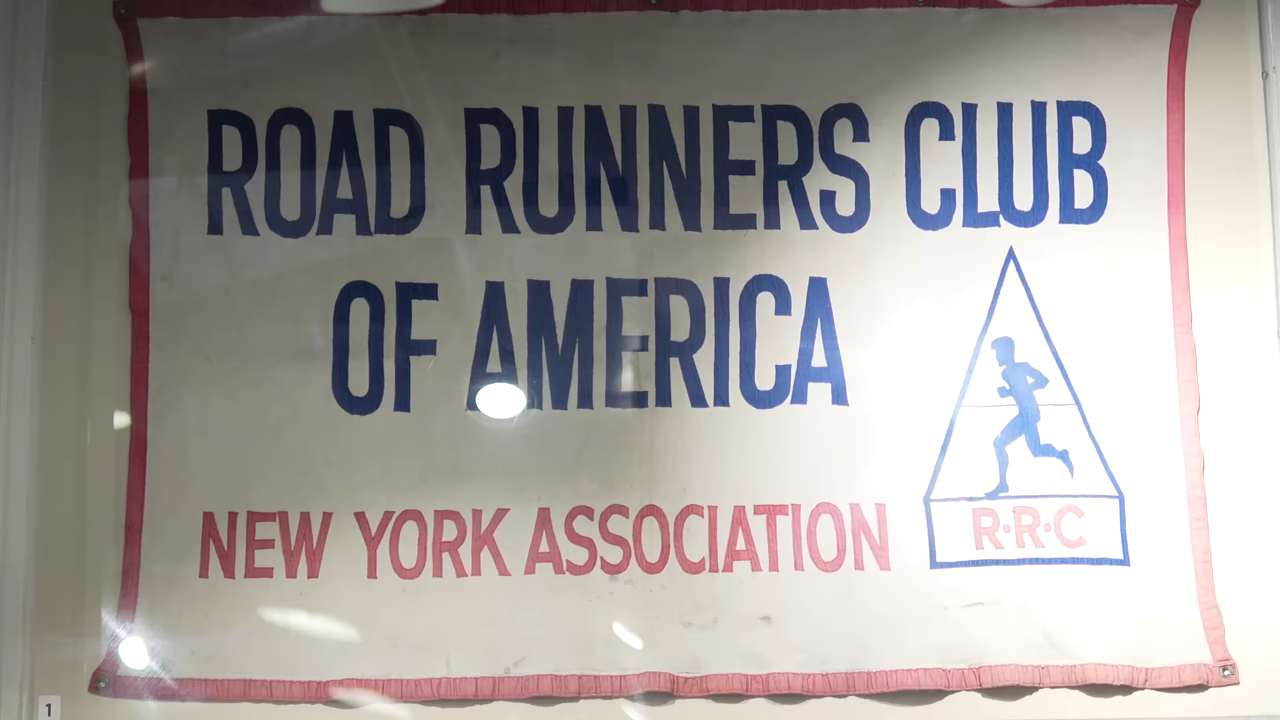 ROAD RUNNERS CLUB
OF AMERICA
NEW YORK ASSOCIATION
R·R·C
1